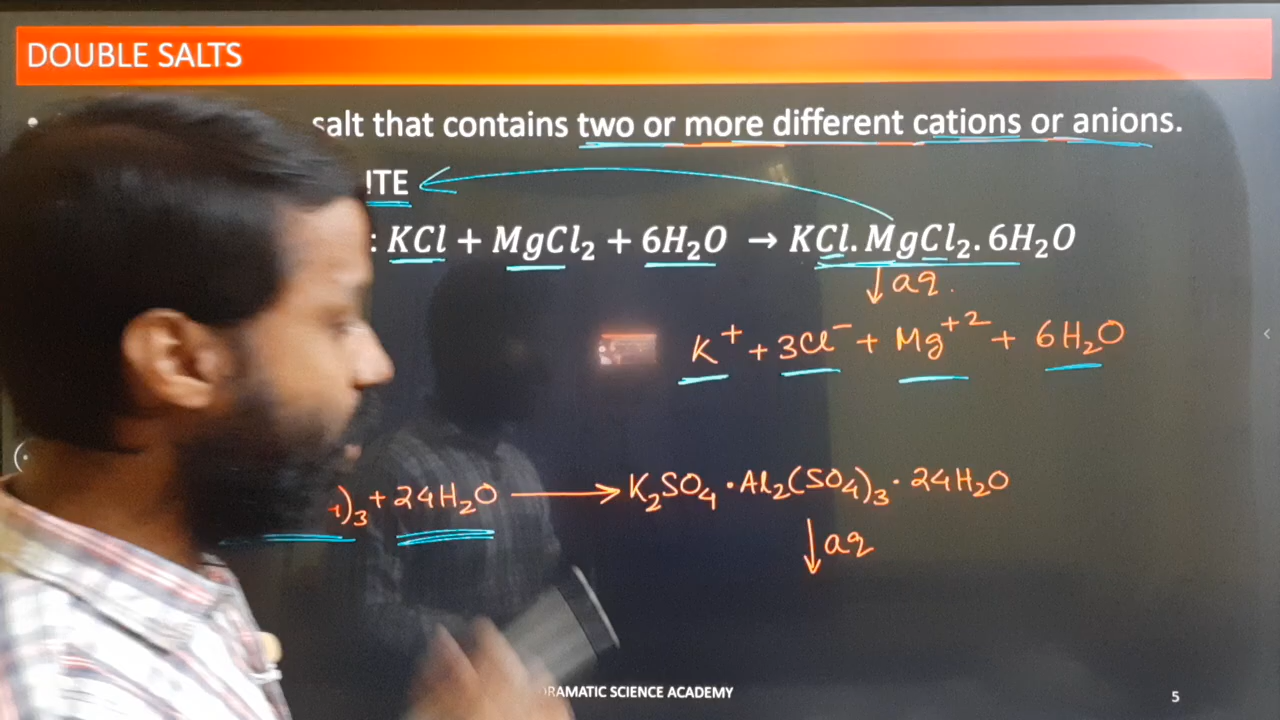 DOUBLE SALTS
salt that contains two or more different cations or anions.
ITE
: KCl + MgCl₂ + 6H₂O → KCl.MgCl₂.6H₂O
↓aq.
K⁺ + 3Cl⁻ + Mg⁺² + 6H₂O
)₃ + 24H₂O → K₂SO₄·Al₂(SO₄)₃·24H₂O
↓aq
RAMATIC SCIENCE ACADEMY
5